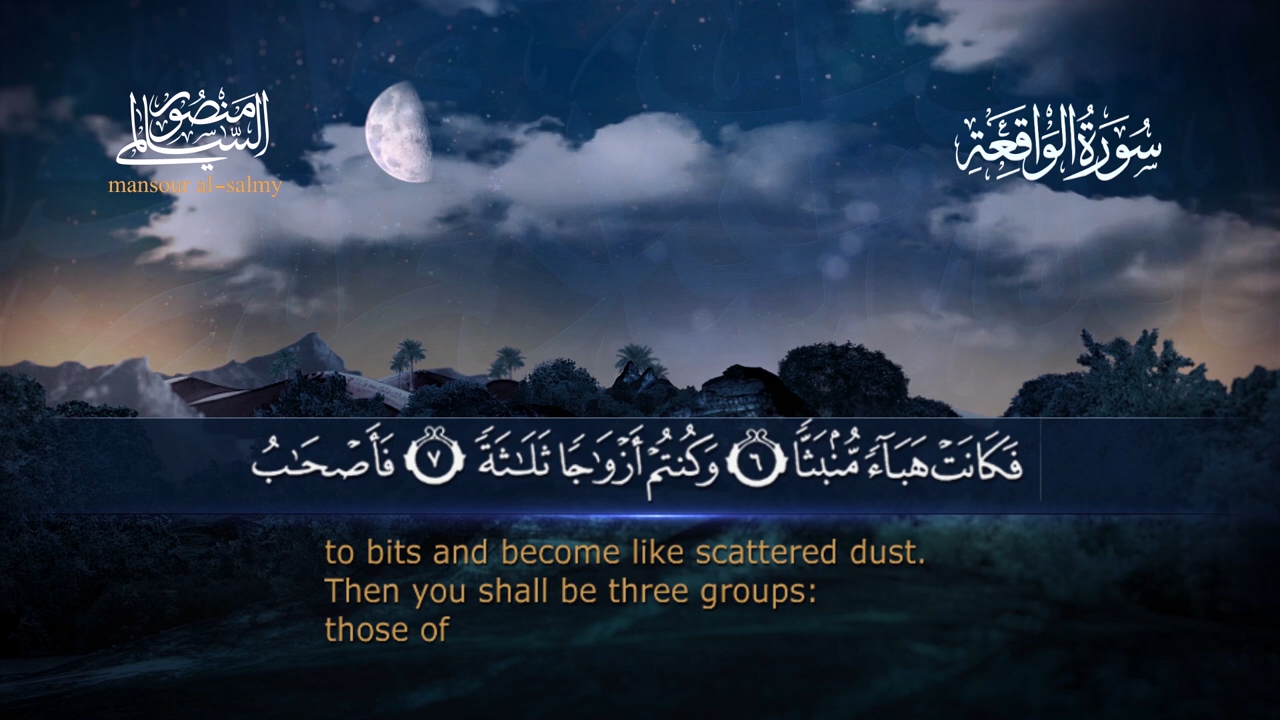 منصور
السالمي
mansour al-salmy
سُورَةُ الوَاقِعَةِ
فَكَانَتْ هَبَآءً مُّنۢبَثًّا ٦ وَكُنتُمْ أَزْوَٰجًا ثَلَـٰثَةً ٧ فَأَصْحَـٰبُ
to bits and become like scattered dust.
Then you shall be three groups:
those of